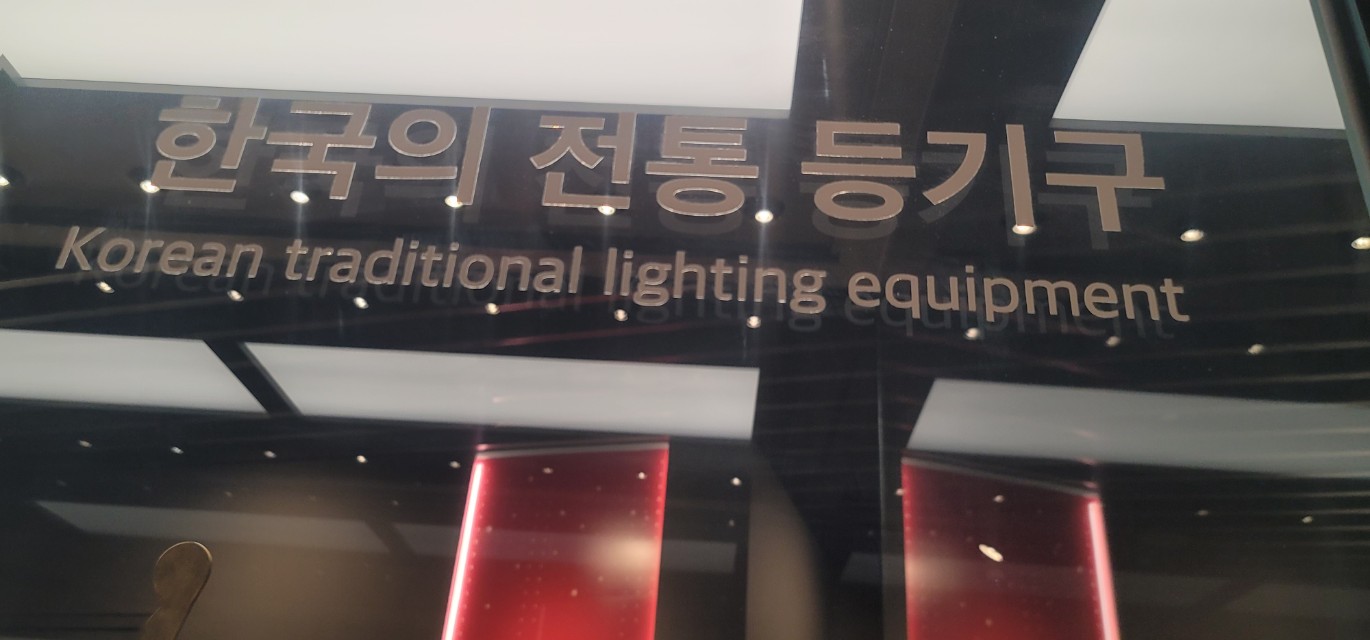 한국의 전통 등기구
Korean traditional lighting equipment